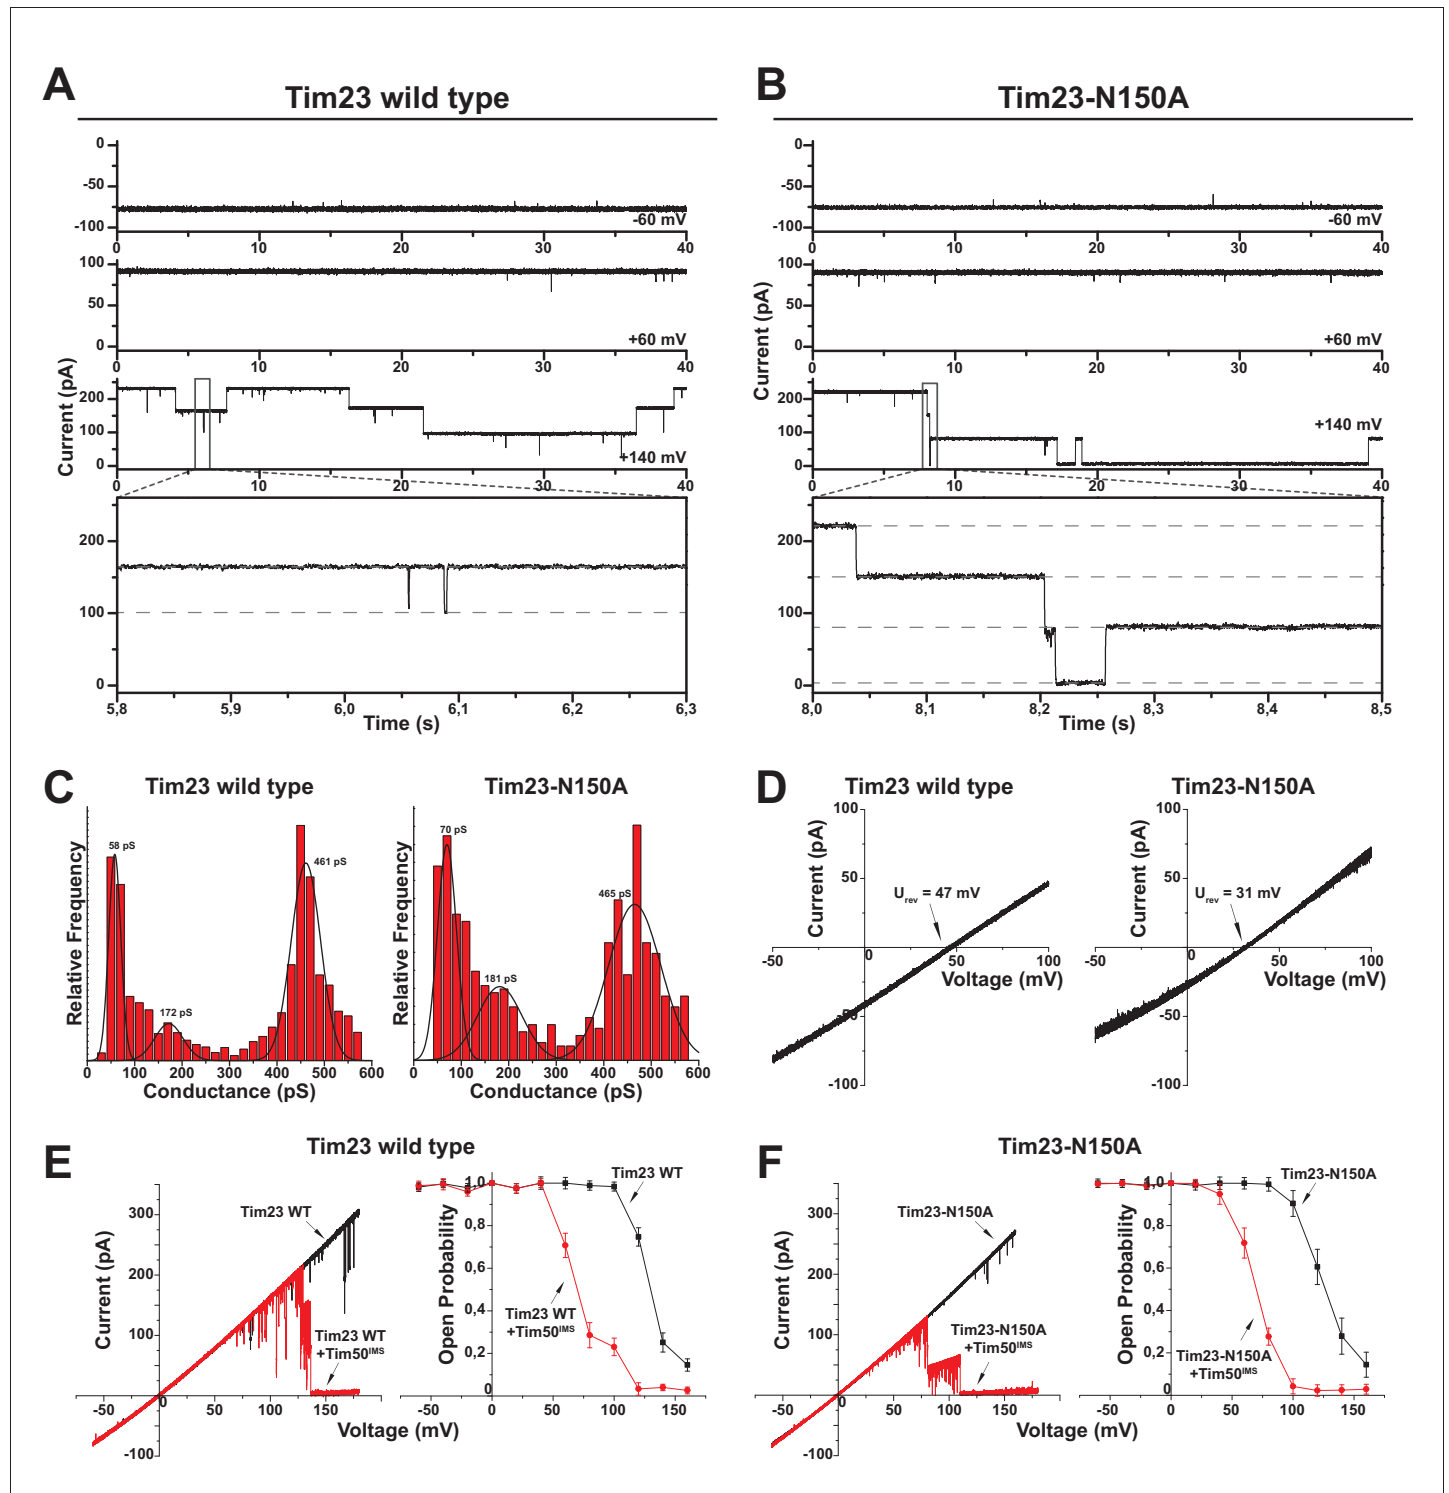 A
Tim23 wild type
0
-50
-100
-60 mV
0 10 20 30 40
100
50
0
+60 mV
0 10 20 30 40
Current (pA)
200
100
0
+140 mV
0 10 20 30 40
200
100
0
5,8 5,9 6,0 6,1 6,2 6,3
Time (s)
B
Tim23-N150A
0
-50
-100
-60 mV
0 10 20 30 40
100
50
0
+60 mV
0 10 20 30 40
Current (pA)
200
100
0
+140 mV
0 10 20 30 40
200
100
0
8,0 8,1 8,2 8,3 8,4 8,5
Time (s)
C
Tim23 wild type
Relative Frequency
58 pS
172 pS
461 pS
0 100 200 300 400 500 600
Conductance (pS)
Tim23-N150A
Relative Frequency
70 pS
181 pS
465 pS
0 100 200 300 400 500 600
Conductance (pS)
D
Tim23 wild type
Current (pA)
100
50
-50
-100
Urev = 47 mV
-50 0 50 100
Voltage (mV)
Tim23-N150A
Current (pA)
100
50
-50
-100
Urev = 31 mV
-50 0 50 100
Voltage (mV)
E
Tim23 wild type
Current (pA)
300
200
100
-100
Tim23 WT
Tim23 WT
+Tim50IMS
-50 0 50 100 150
Open Probability
1,0
0,8
0,6
0,4
0,2
0
Tim23 WT
Tim23 WT
+Tim50IMS
-50 0 50 100 150
Voltage (mV)
F
Tim23-N150A
Current (pA)
300
200
100
-100
Tim23-N150A
Tim23-N150A
+Tim50IMS
-50 0 50 100 150
Open Probability
1,0
0,8
0,6
0,4
0,2
0
Tim23-N150A
Tim23-N150A
+Tim50IMS
-50 0 50 100 150
Voltage (mV)